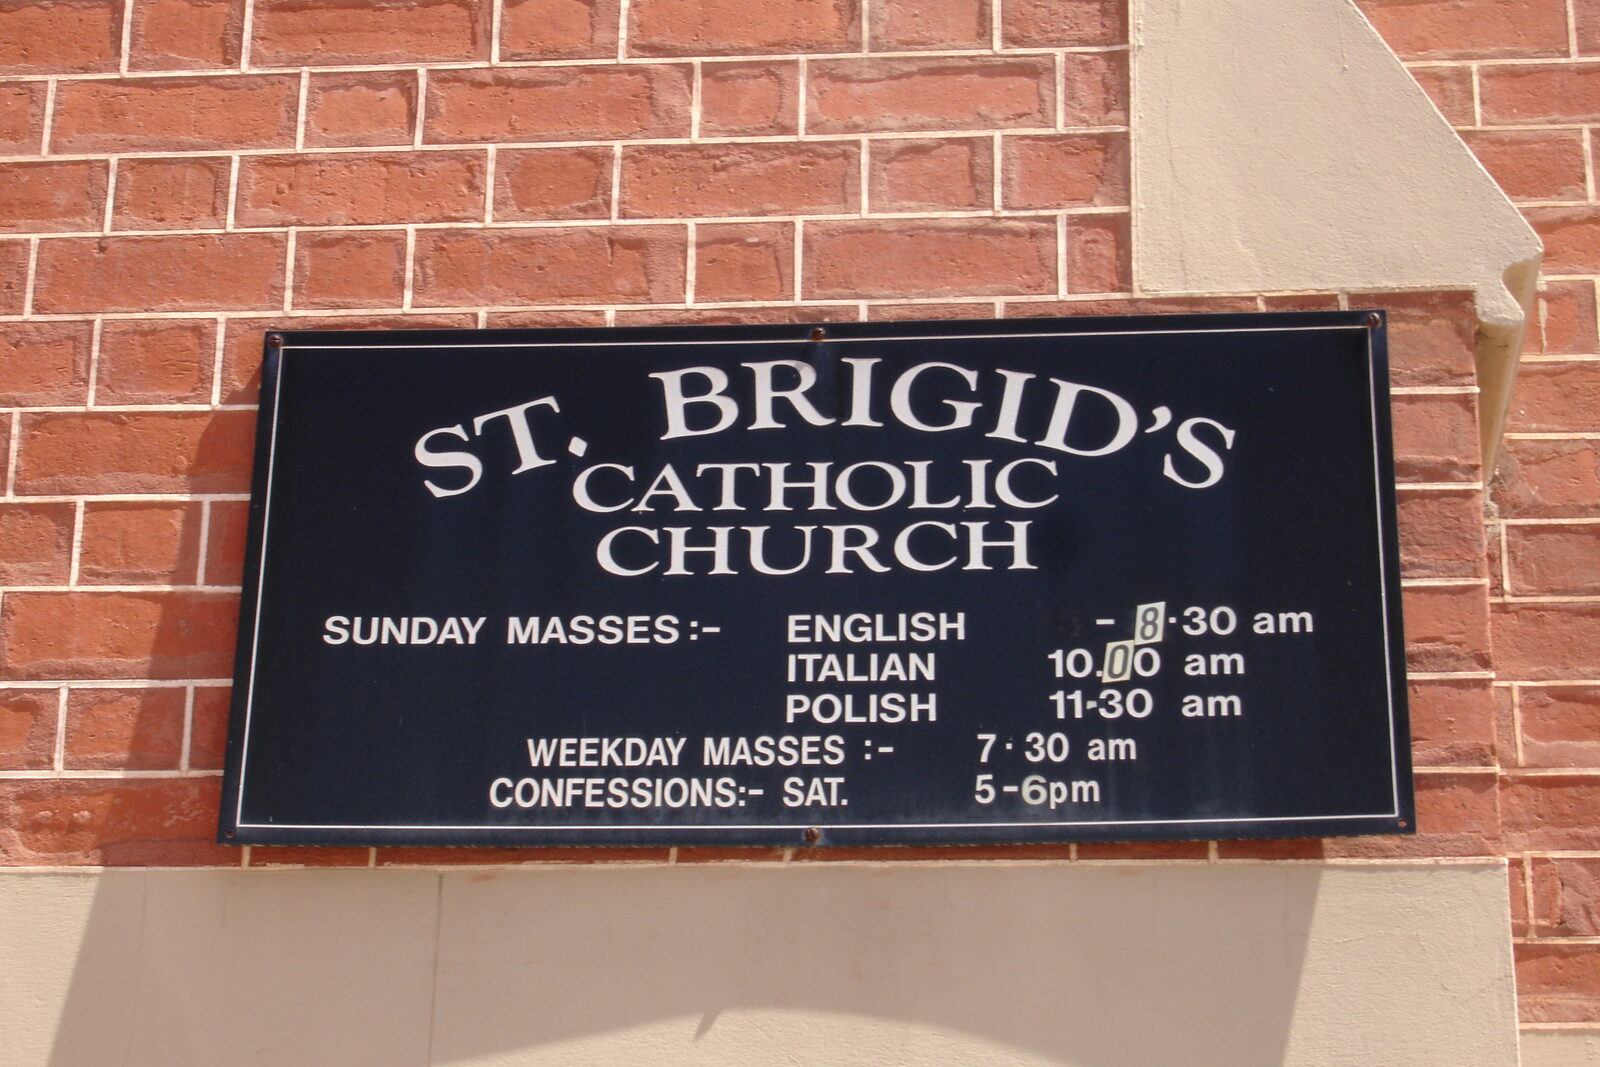 ST. BRIGID'S
CATHOLIC
CHURCH
SUNDAY MASSES:- ENGLISH - 8·30 am
ITALIAN 10.00 am
POLISH 11-30 am
WEEKDAY MASSES :- 7·30 am
CONFESSIONS:- SAT. 5-6pm